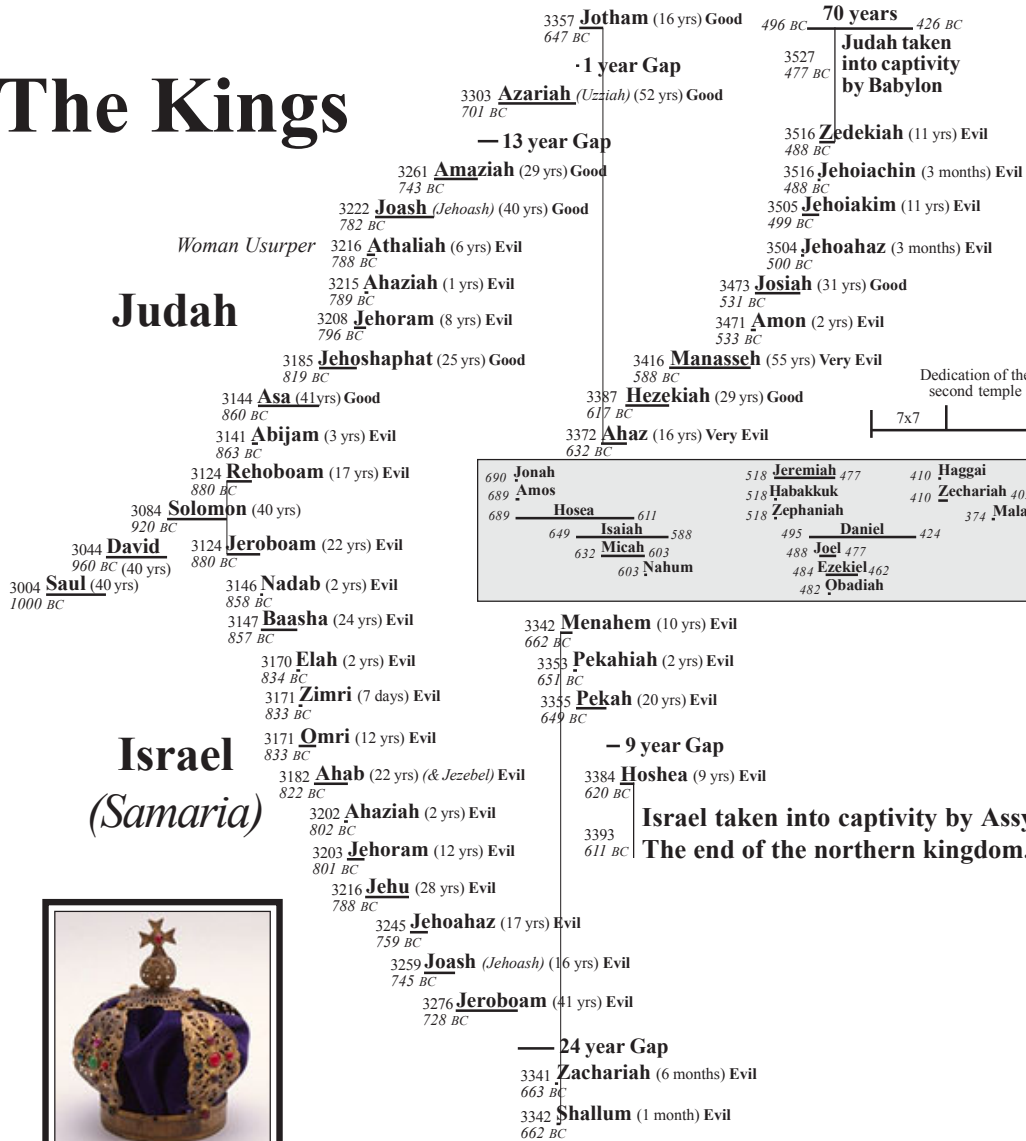 The Kings
3357 Jotham (16 yrs) Good
647 BC
1 year Gap
3303 Azariah (Uzziah) (52 yrs) Good
701 BC
13 year Gap
3261 Amaziah (29 yrs) Good
743 BC
3222 Joash (Jehoash) (40 yrs) Good
782 BC
Woman Usurper 3216 Athaliah (6 yrs) Evil
788 BC
3215 Ahaziah (1 yrs) Evil
789 BC
Judah
3208 Jehoram (8 yrs) Evil
796 BC
3185 Jehoshaphat (25 yrs) Good
819 BC
3144 Asa (41yrs) Good
860 BC
3141 Abijam (3 yrs) Evil
863 BC
3124 Rehoboam (17 yrs) Evil
880 BC
3084 Solomon (40 yrs)
920 BC
3044 David
960 BC (40 yrs)
3004 Saul (40 yrs)
1000 BC
496 BC 70 years 426 BC
3527 Judah taken
477 BC into captivity
by Babylon
3516 Zedekiah (11 yrs) Evil
488 BC
3516 Jehoiachin (3 months) Evil
488 BC
3505 Jehoiakim (11 yrs) Evil
499 BC
3504 Jehoahaz (3 months) Evil
500 BC
3473 Josiah (31 yrs) Good
531 BC
3471 Amon (2 yrs) Evil
533 BC
3416 Manasseh (55 yrs) Very Evil
588 BC
3387 Hezekiah (29 yrs) Good
617 BC
3372 Ahaz (16 yrs) Very Evil
632 BC
Dedication of the
second temple
7x7
690 Jonah
689 Amos
689 Hosea 611
649 Isaiah 588
632 Micah 603
603 Nahum
518 Jeremiah 477
518 Habakkuk
518 Zephaniah
495 Daniel 424
488 Joel 477
484 Ezekiel 462
482 Obadiah
410 Haggai
410 Zechariah 40
374 Mala
3124 Jeroboam (22 yrs) Evil
880 BC
3146 Nadab (2 yrs) Evil
858 BC
3147 Baasha (24 yrs) Evil
857 BC
3170 Elah (2 yrs) Evil
834 BC
3171 Zimri (7 days) Evil
833 BC
3171 Omri (12 yrs) Evil
833 BC
Israel
(Samaria)
3182 Ahab (22 yrs) (& Jezebel) Evil
822 BC
3202 Ahaziah (2 yrs) Evil
802 BC
3203 Jehoram (12 yrs) Evil
801 BC
3216 Jehu (28 yrs) Evil
788 BC
3245 Jehoahaz (17 yrs) Evil
759 BC
3259 Joash (Jehoash) (16 yrs) Evil
745 BC
3276 Jeroboam (41 yrs) Evil
728 BC
24 year Gap
3341 Zachariah (6 months) Evil
663 BC
3342 Shallum (1 month) Evil
662 BC
3342 Menahem (10 yrs) Evil
662 BC
3353 Pekahiah (2 yrs) Evil
651 BC
3355 Pekah (20 yrs) Evil
649 BC
9 year Gap
3384 Hoshea (9 yrs) Evil
620 BC
3393 Israel taken into captivity by Assy
611 BC The end of the northern kingdom.